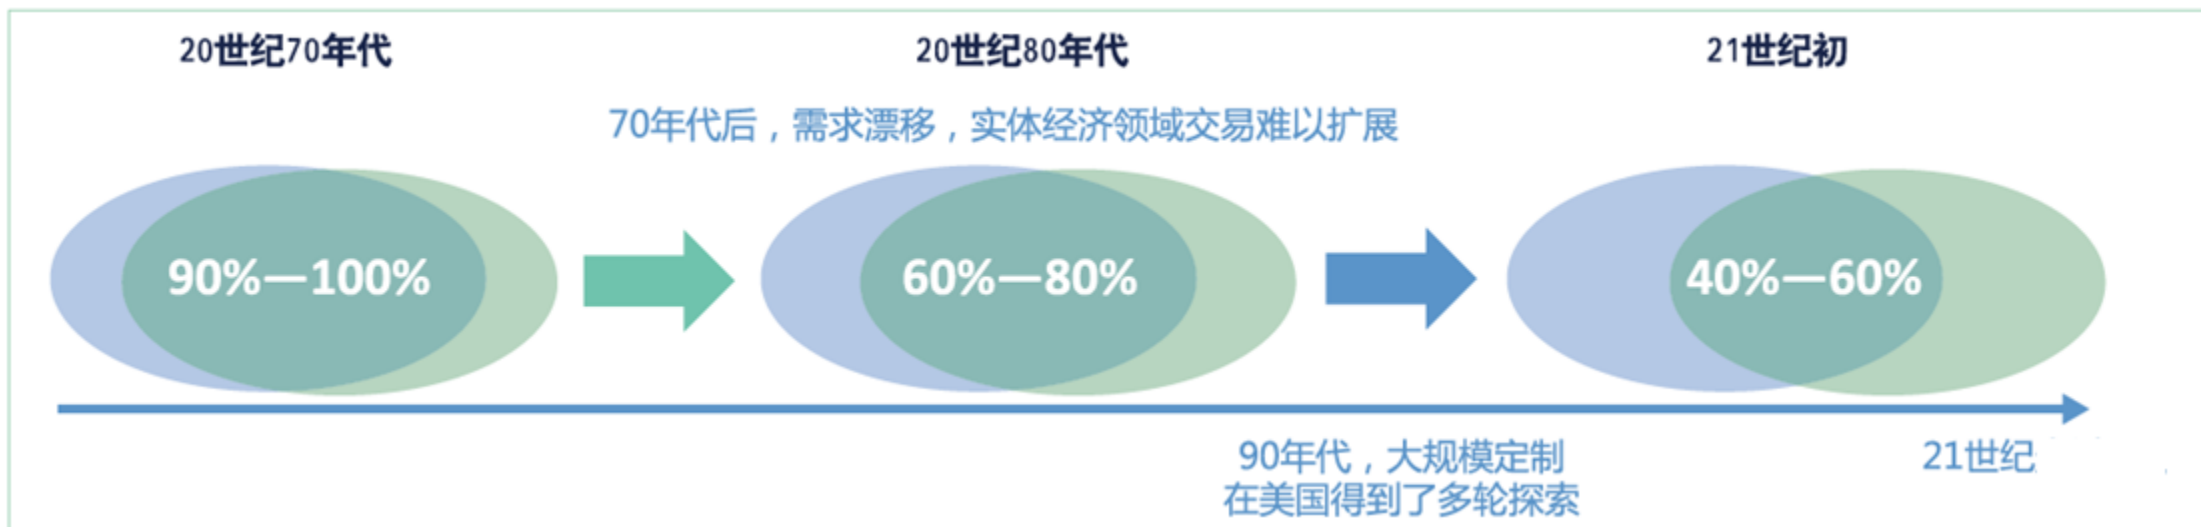 20世纪70年代
20世纪80年代
21世纪初
70年代后，需求漂移，实体经济领域交易难以扩展
90%—100%
60%—80%
40%—60%
90年代，大规模定制
在美国得到了多轮探索
21世纪